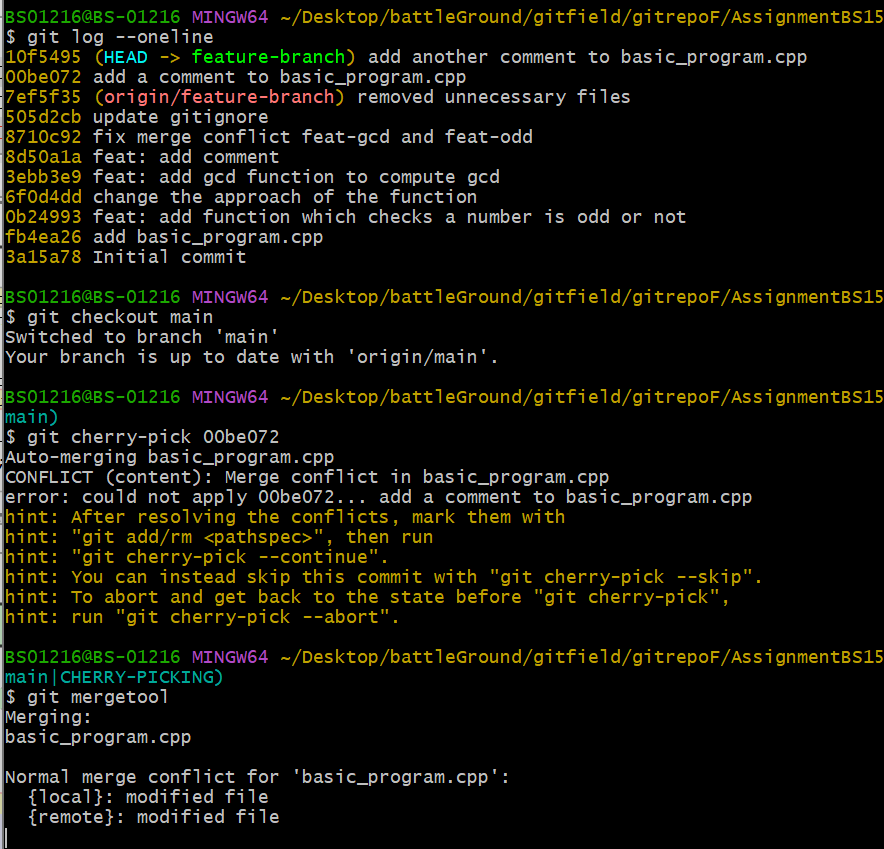 BS01216@BS-01216 MINGW64 ~/Desktop/battleGround/gitfield/gitrepoF/AssignmentBS15
$ git log --oneline
10f5495 (HEAD -> feature-branch) add another comment to basic_program.cpp
00be072 add a comment to basic_program.cpp
7ef5f35 (origin/feature-branch) removed unnecessary files
505d2cb update gitignore
8710c92 fix merge conflict feat-gcd and feat-odd
8d50a1a feat: add comment
3ebb3e9 feat: add gcd function to compute gcd
6f0d4dd change the approach of the function
0b24993 feat: add function which checks a number is odd or not
fb4ea26 add basic_program.cpp
3a15a78 Initial commit
BS01216@BS-01216 MINGW64 ~/Desktop/battleGround/gitfield/gitrepoF/AssignmentBS15
$ git checkout main
Switched to branch 'main'
Your branch is up to date with 'origin/main'.
BS01216@BS-01216 MINGW64 ~/Desktop/battleGround/gitfield/gitrepoF/AssignmentBS15
main)
$ git cherry-pick 00be072
Auto-merging basic_program.cpp
CONFLICT (content): Merge conflict in basic_program.cpp
error: could not apply 00be072... add a comment to basic_program.cpp
hint: After resolving the conflicts, mark them with
hint: "git add/rm <pathspec>", then run
hint: "git cherry-pick --continue".
hint: You can instead skip this commit with "git cherry-pick --skip".
hint: To abort and get back to the state before "git cherry-pick",
hint: run "git cherry-pick --abort".
BS01216@BS-01216 MINGW64 ~/Desktop/battleGround/gitfield/gitrepoF/AssignmentBS15
main|CHERRY-PICKING)
$ git mergetool
Merging:
basic_program.cpp
Normal merge conflict for 'basic_program.cpp':
  {local}: modified file
  {remote}: modified file